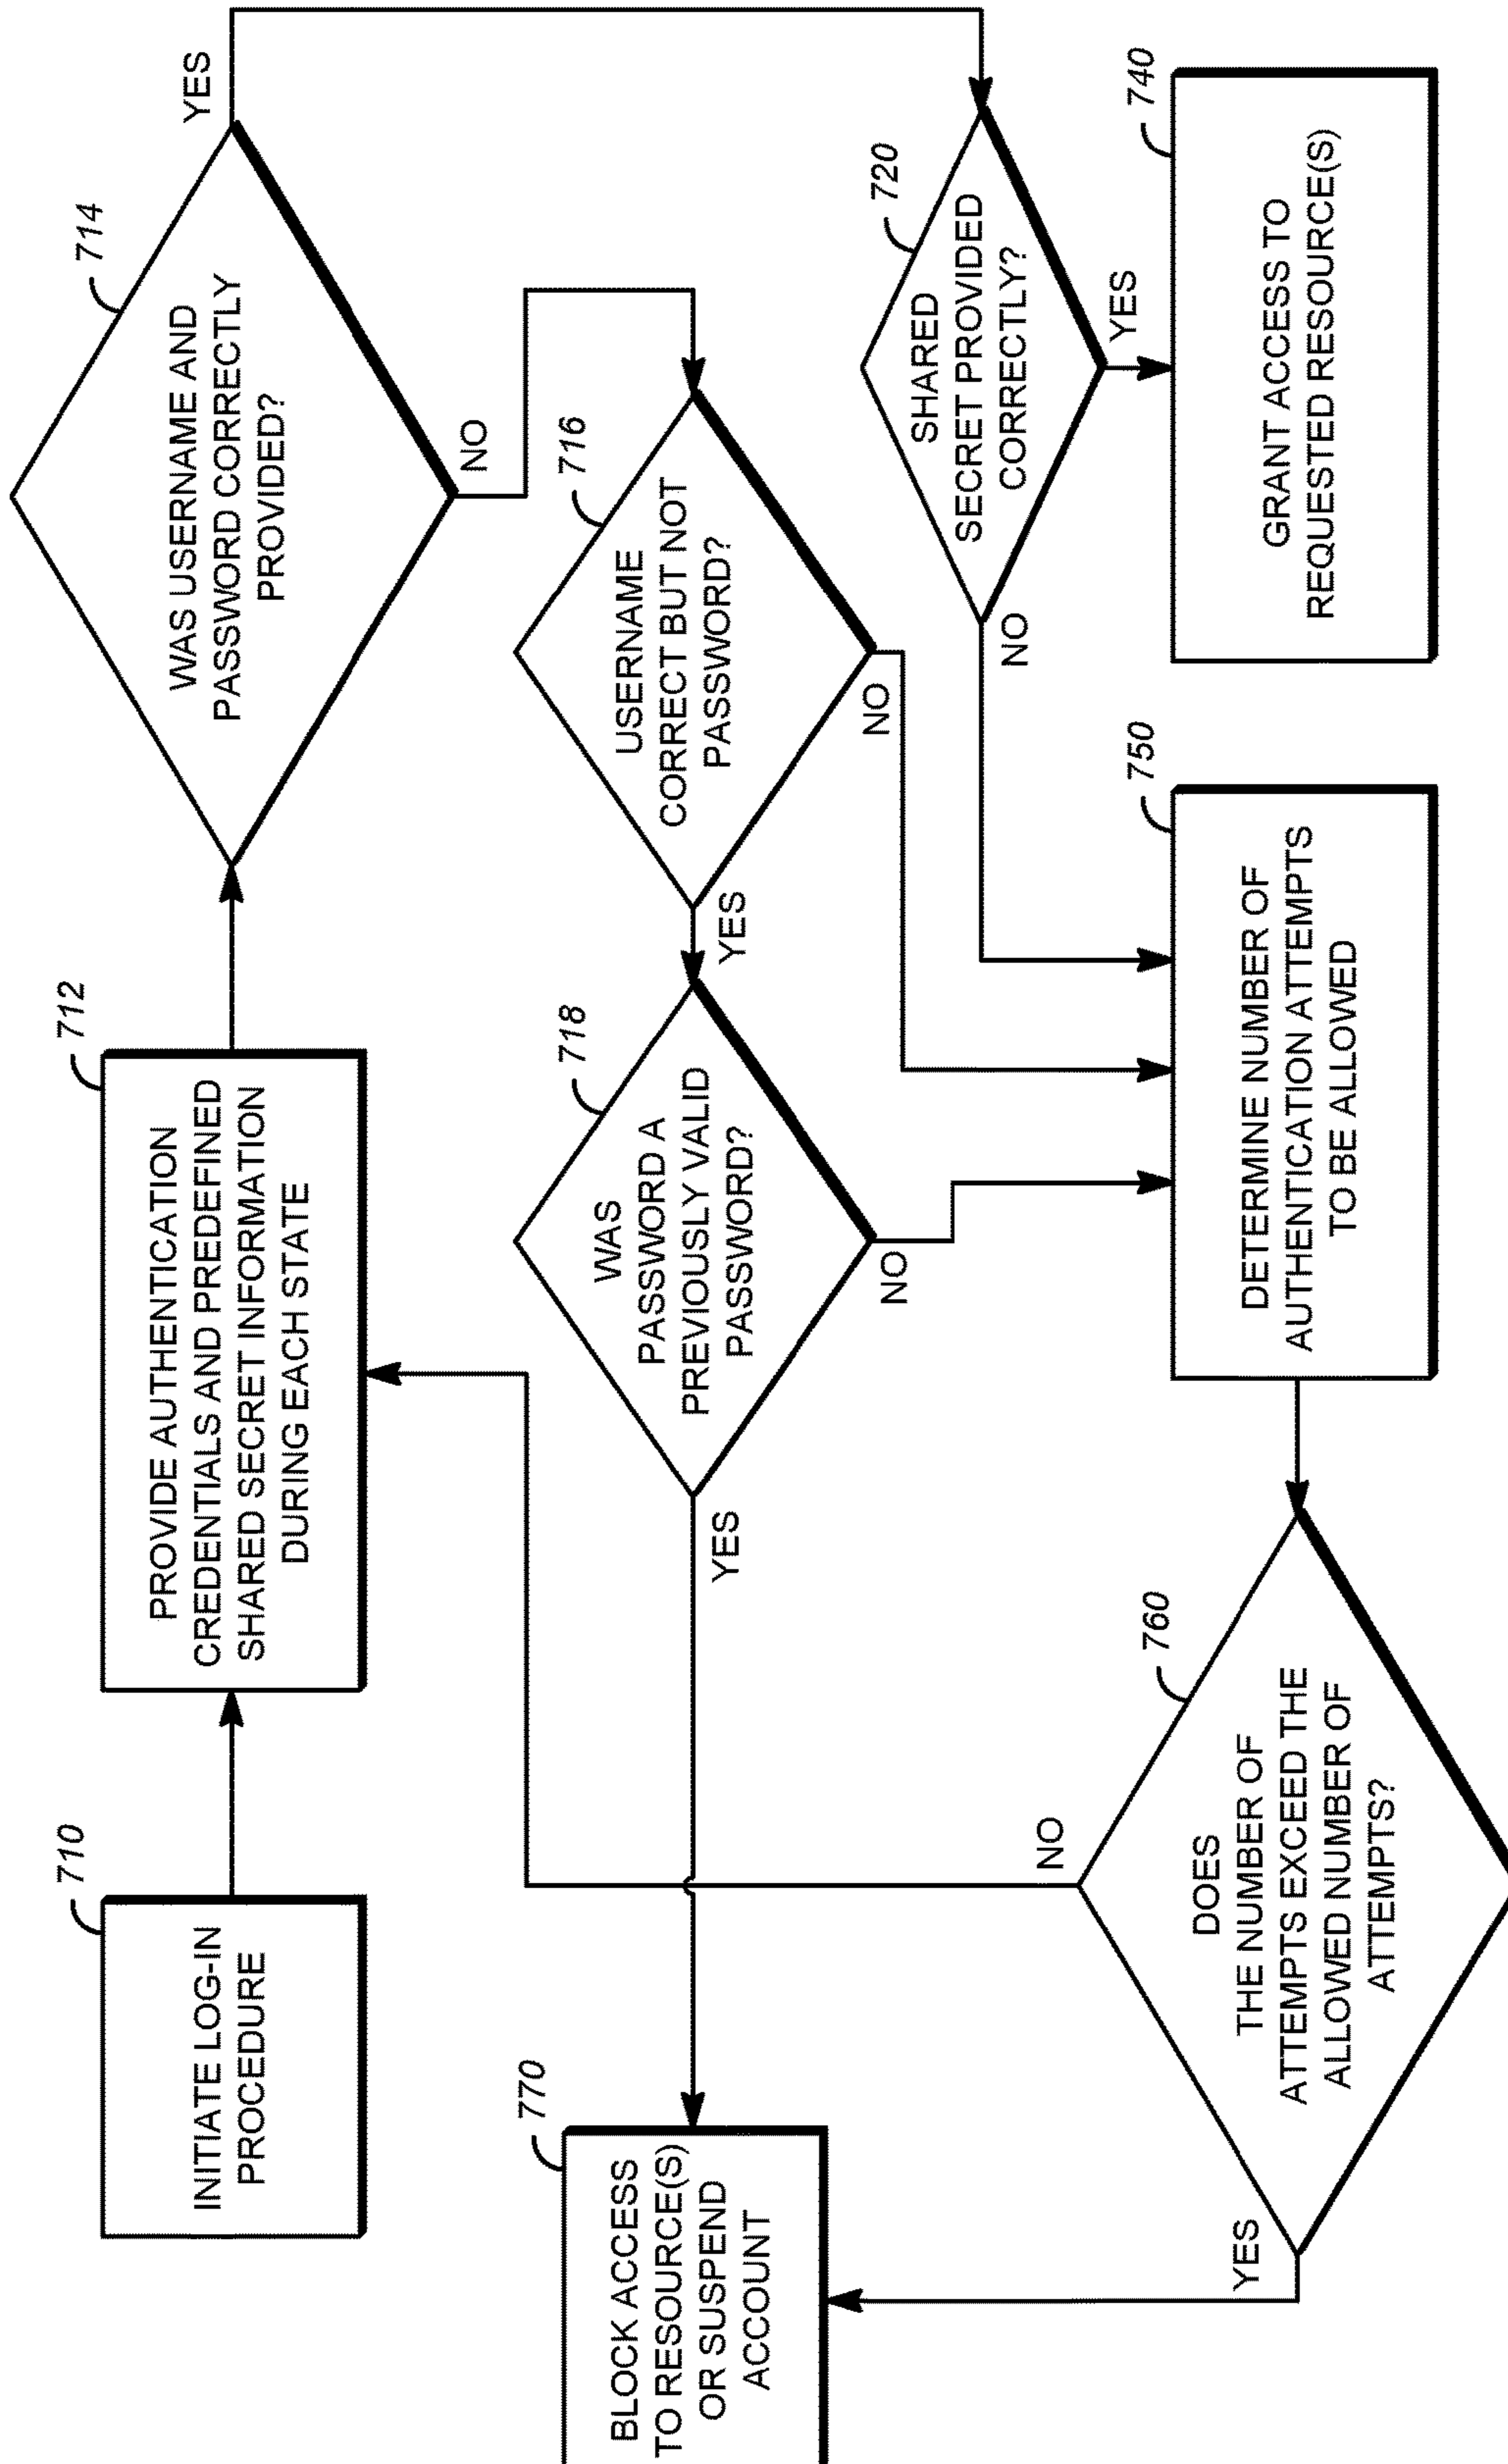 710
INITIATE LOG-IN
PROCEDURE
712
PROVIDE AUTHENTICATION
CREDENTIALS AND PREDEFINED
SHARED SECRET INFORMATION
DURING EACH STATE
714
WAS USERNAME AND
PASSWORD CORRECTLY
PROVIDED?
YES
NO
716
USERNAME
CORRECT BUT NOT
PASSWORD?
YES
NO
718
WAS
PASSWORD A
PREVIOUSLY VALID
PASSWORD?
YES
NO
770
BLOCK ACCESS
TO RESOURCE(S)
OR SUSPEND
ACCOUNT
720
SHARED
SECRET PROVIDED
CORRECTLY?
YES
NO
760
DOES
THE NUMBER OF
ATTEMPTS EXCEED THE
ALLOWED NUMBER OF
ATTEMPTS?
NO
YES
750
DETERMINE NUMBER OF
AUTHENTICATION ATTEMPTS
TO BE ALLOWED
740
GRANT ACCESS TO
REQUESTED RESOURCE(S)